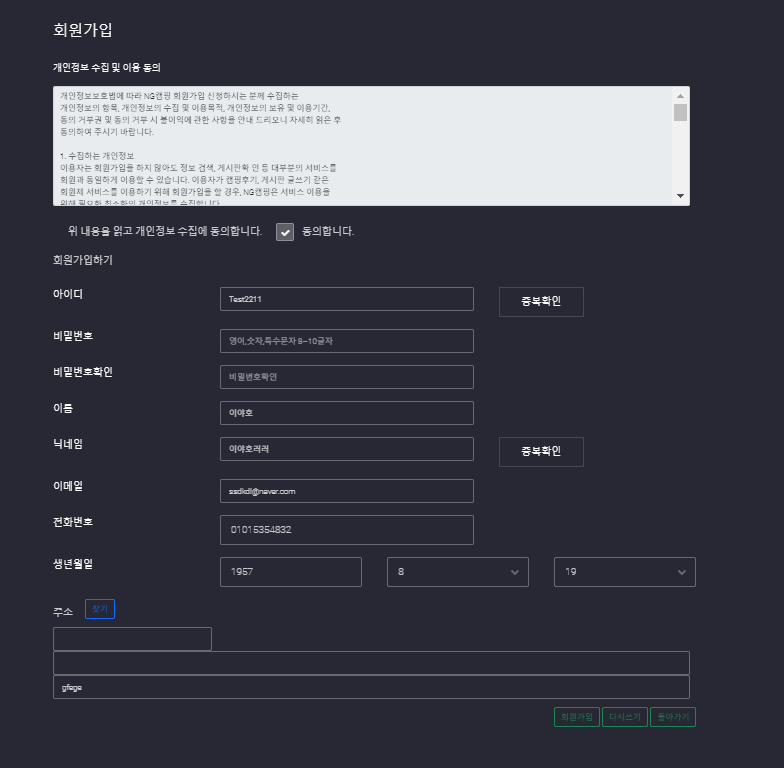 회원가입
개인정보 수집 및 이용 동의
개인정보보호법에 따라 NG캠핑 회원가입 신청하시는 분께 수집하는
개인정보의 항목, 개인정보의 수집 및 이용목적, 개인정보의 보유 및 이용기간,
동의 거부권 및 동의 거부 시 불이익에 관한 사항을 안내 드리오니 자세히 읽은 후
동의하여 주시기 바랍니다.
1. 수집하는 개인정보
이용자는 회원가입을 하지 않아도 정보 검색, 게시판확 인 등 대부분의 서비스를
회원과 동일하게 이용할 수 있습니다. 이용자가 캠핑후기, 게시판 글쓰기 같은
회원제 서비스를 이용하기 위해 회원가입을 할 경우, NG캠핑은 서비스 이용을
위해 필요한 최소한의 개인정보를 수집합니다.
위 내용을 읽고 개인정보 수집에 동의합니다. 동의합니다.
회원가입하기
아이디 Test2211 중복확인
비밀번호 영어,숫자,특수문자 8~10글자
비밀번호확인 비밀번호확인
이름 이야호
닉네임 이야호러러 중복확인
이메일 ssdkdl@naver.com
전화번호 01015354832
생년월일 1957 8 19
주소 찾기
gfege
회원가입 다시쓰기 돌아가기